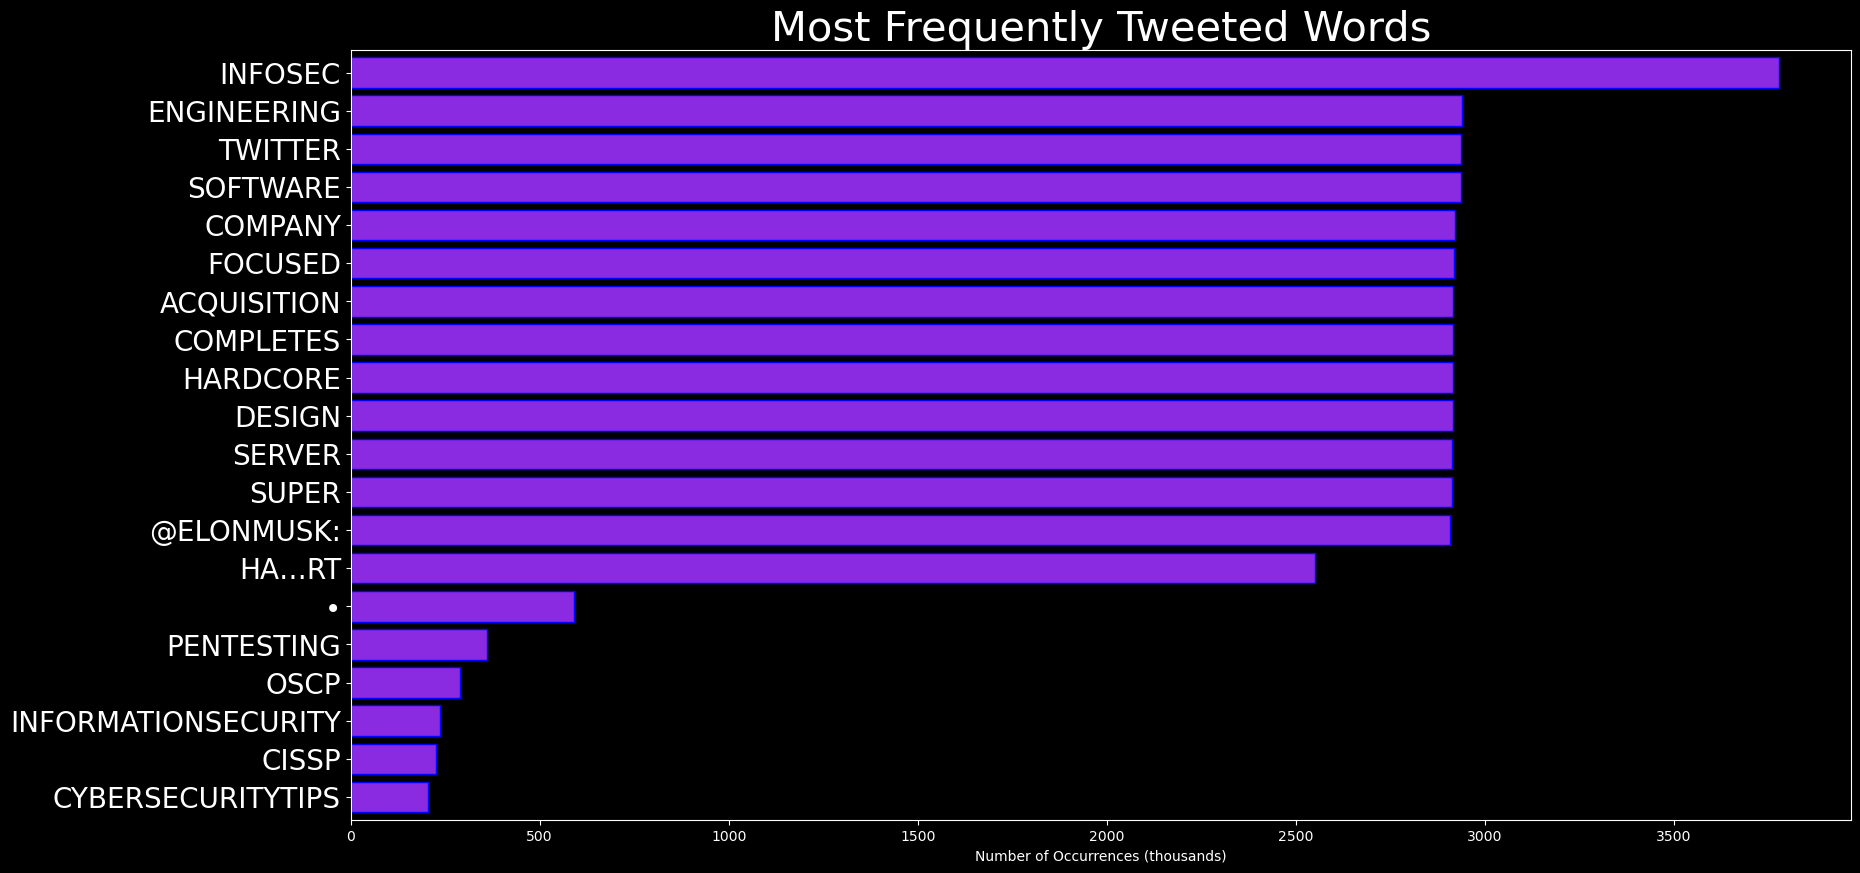 Most Frequently Tweeted Words
INFOSEC
ENGINEERING
TWITTER
SOFTWARE
COMPANY
FOCUSED
ACQUISITION
COMPLETES
HARDCORE
DESIGN
SERVER
SUPER
@ELONMUSK:
HA…RT
•
PENTESTING
OSCP
INFORMATIONSECURITY
CISSP
CYBERSECURITYTIPS
0 500 1000 1500 2000 2500 3000 3500
Number of Occurrences (thousands)